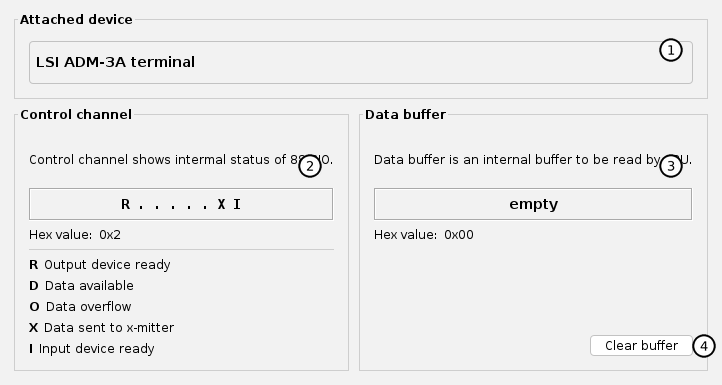 Attached device
LSI ADM-3A terminal
1
Control channel
Control channel shows intermal status of 88
2
R . . . . . X I
Hex value: 0x2
R Output device ready
D Data available
O Data overflow
X Data sent to x-mitter
I Input device ready
Data buffer
Data buffer is an internal buffer to be read by
3
empty
Hex value: 0x00
Clear buffer
4